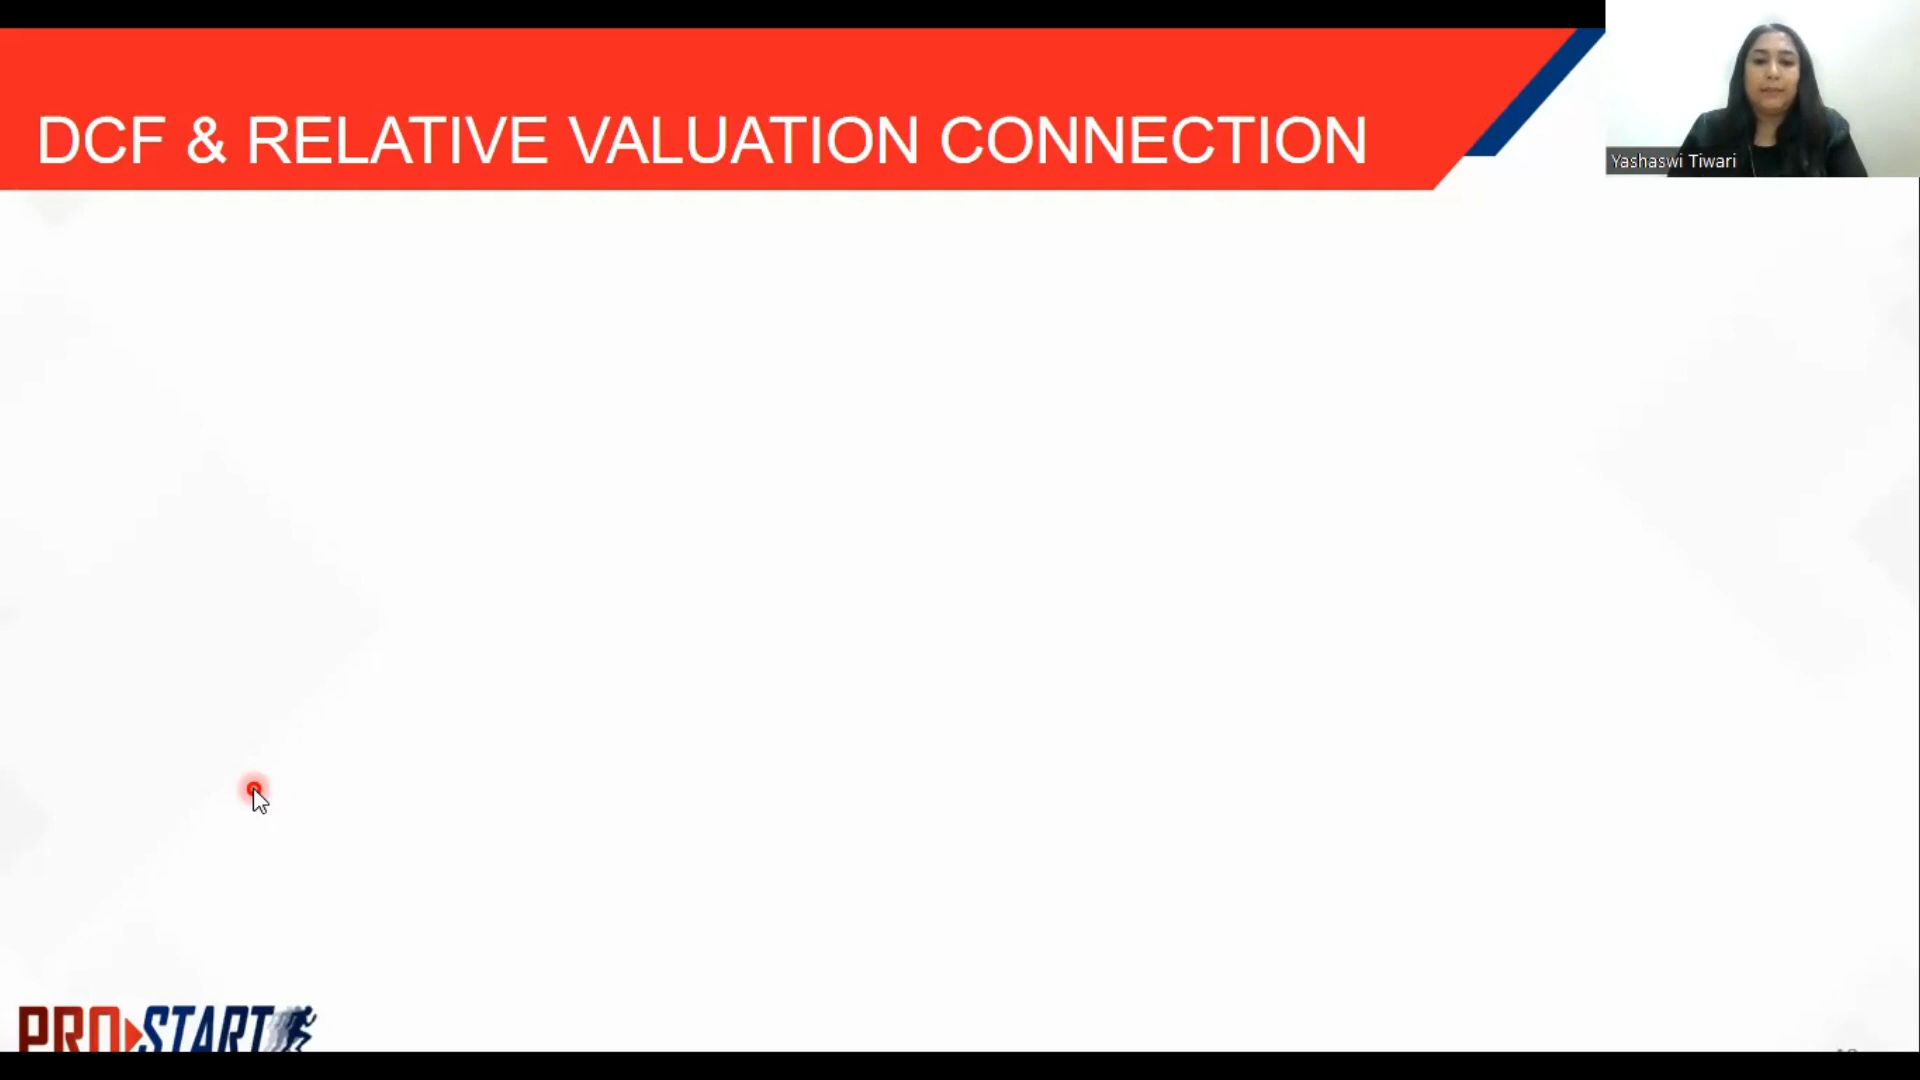 DCF & RELATIVE VALUATION CONNECTION
Yashaswi Tiwari
PRO START